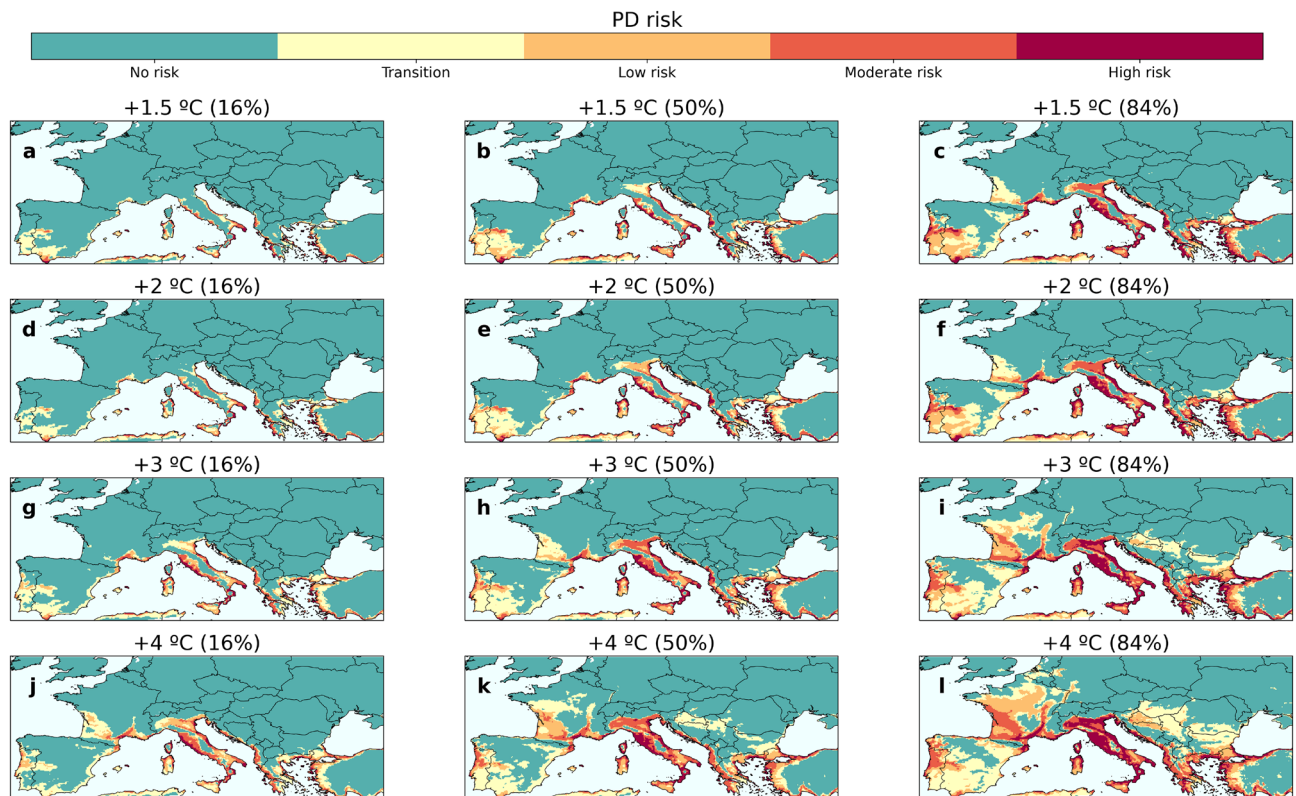 PD risk
No risk Transition Low risk Moderate risk High risk
+1.5 ºC (16%) +1.5 ºC (50%) +1.5 ºC (84%)
a b c
+2 ºC (16%) +2 ºC (50%) +2 ºC (84%)
d e f
+3 ºC (16%) +3 ºC (50%) +3 ºC (84%)
g h i
+4 ºC (16%) +4 ºC (50%) +4 ºC (84%)
j k l